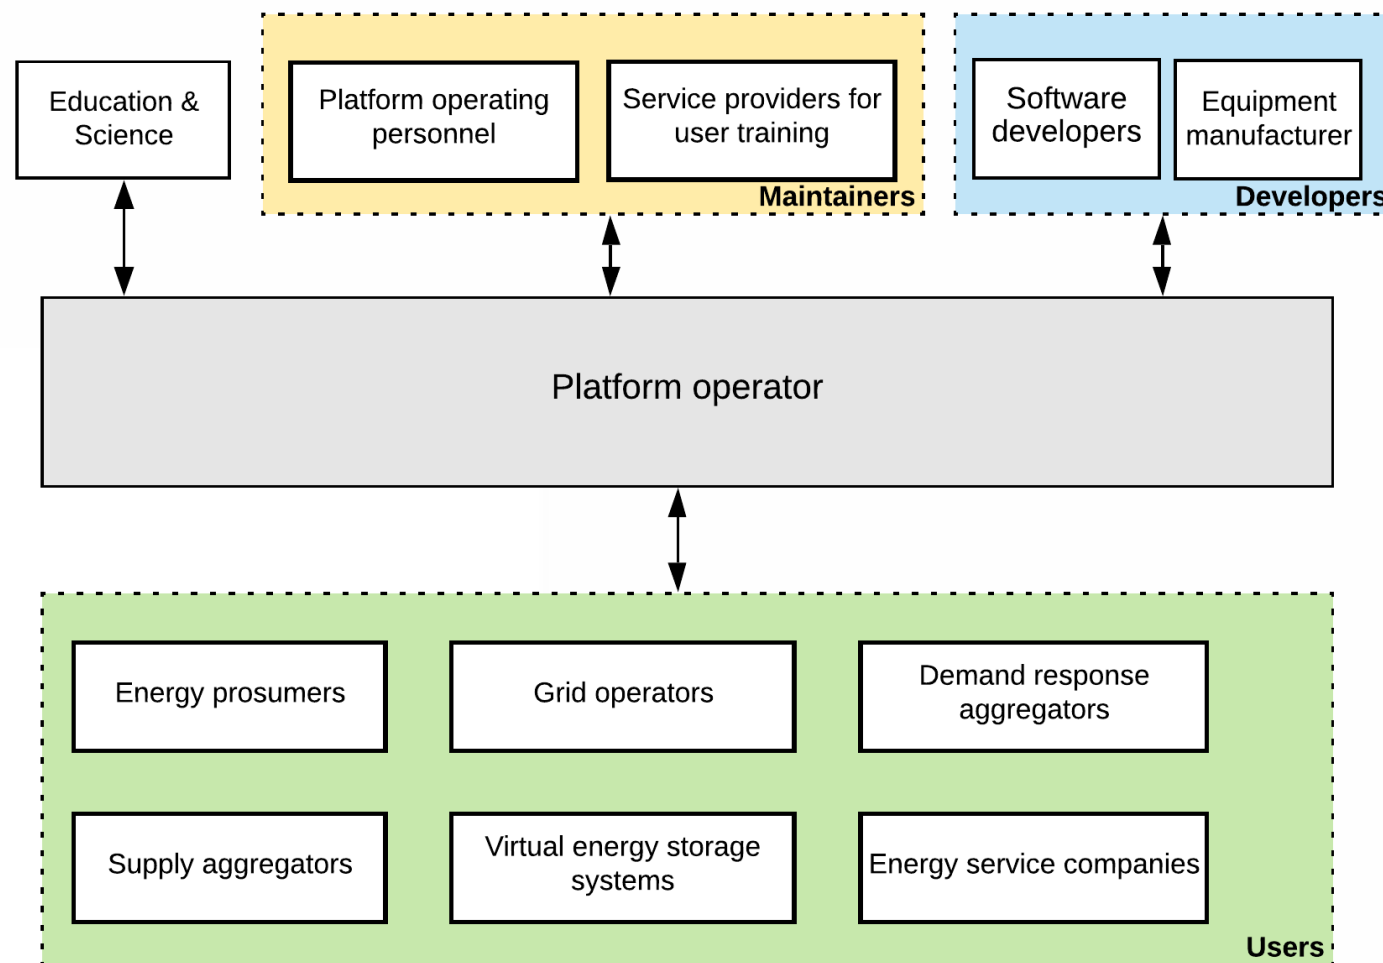 Education &
Science
Platform operating
personnel
Service providers for
user training
Maintainers
Software
developers
Equipment
manufacturer
Developers
Platform operator
Energy prosumers
Grid operators
Demand response
aggregators
Supply aggregators
Virtual energy storage
systems
Energy service companies
Users